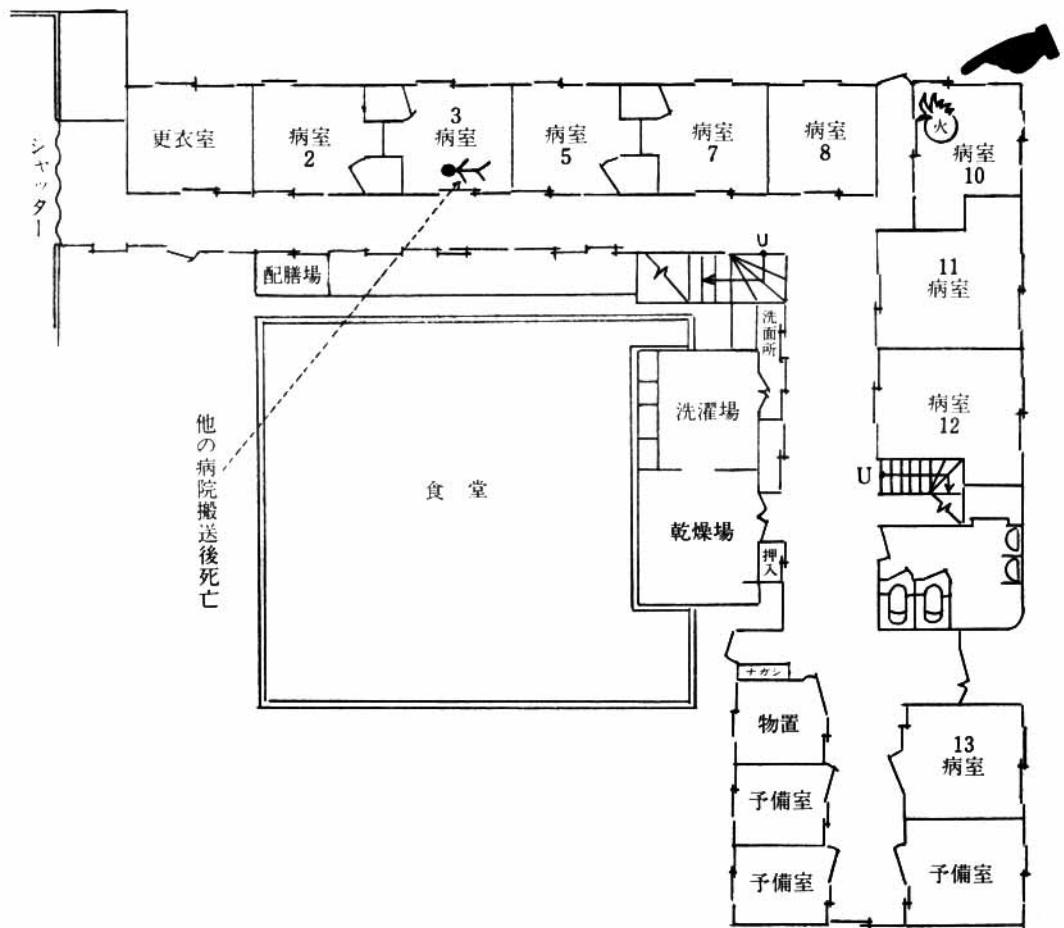 シャッター
更衣室
病室
2
3
病室
病室
5
病室
7
病室
8
火
病室
10
配膳場
U
洗面所
11
病室
洗濯場
病室
12
他の病院搬送後死亡
食堂
U
乾燥場
押入
ナガシ
物置
13
病室
予備室
予備室
予備室